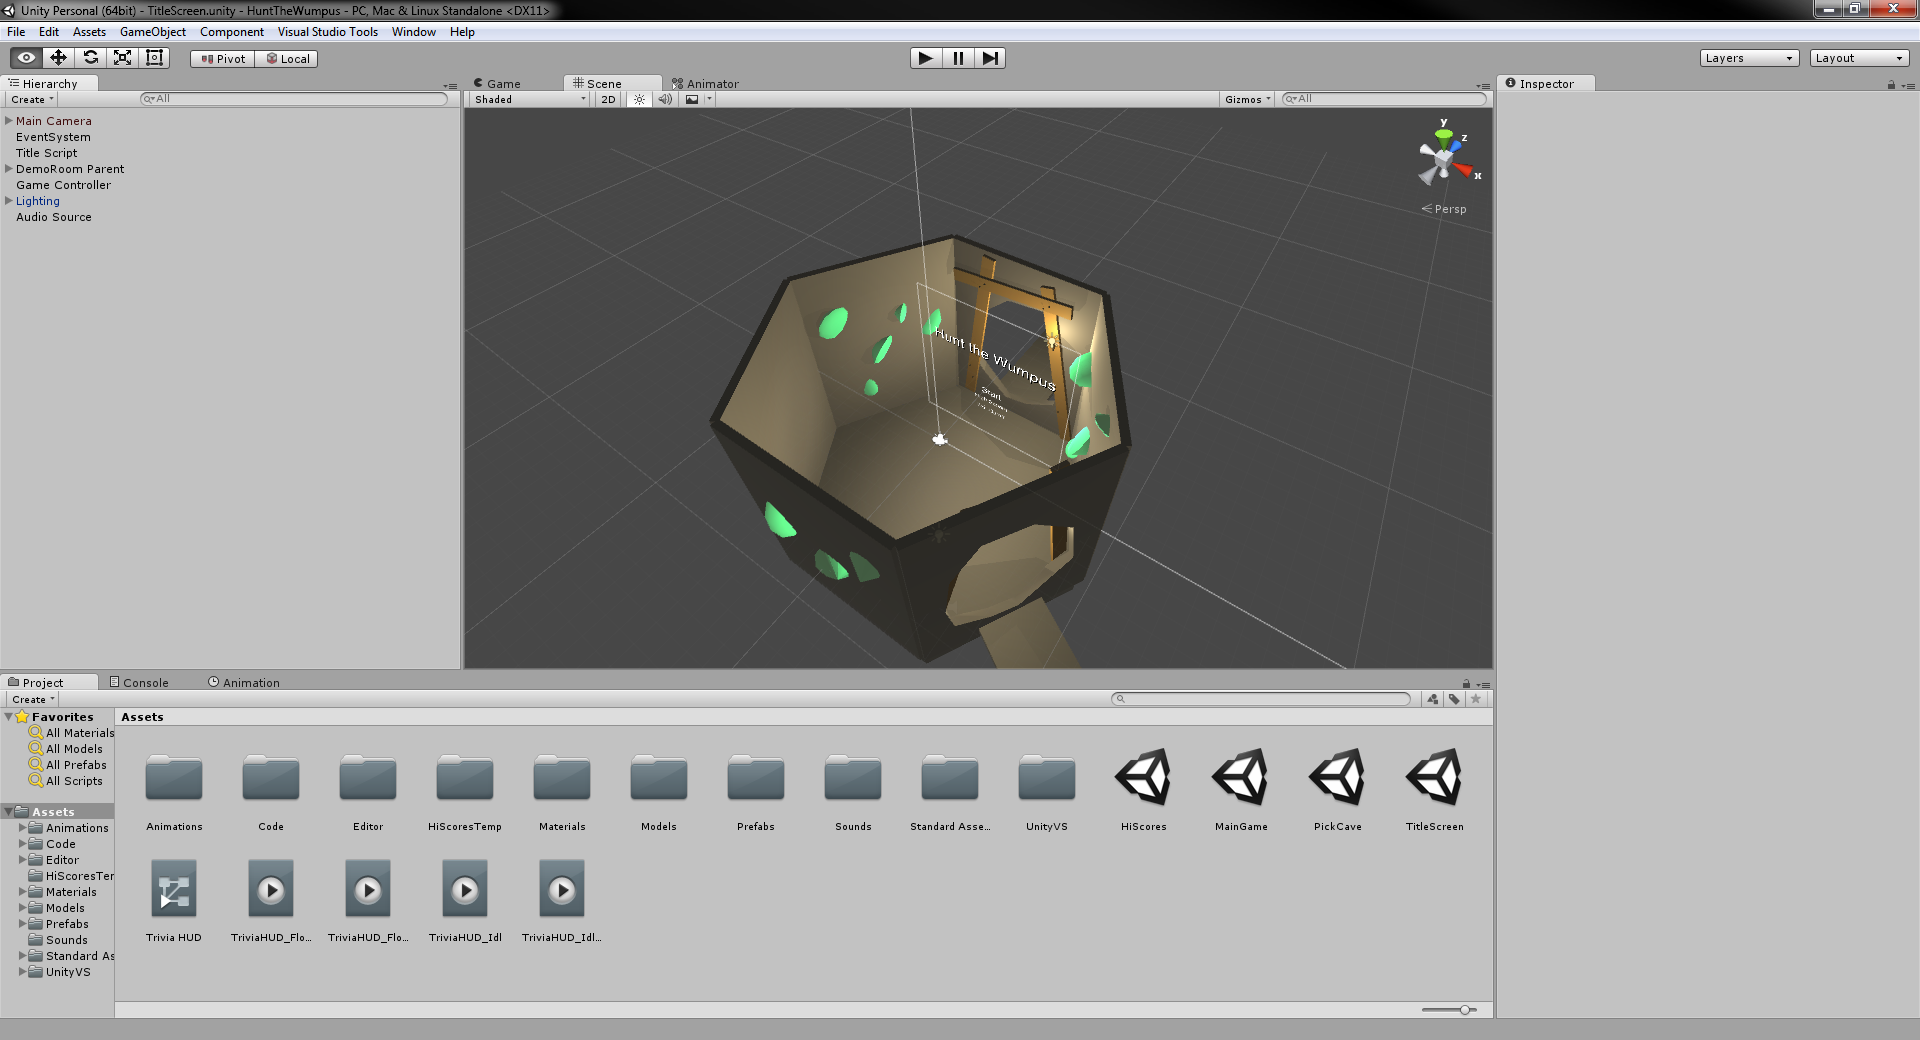 Unity Personal (64bit) - TitleScreen.unity - HuntTheWumpus - PC, Mac & Linux Standalone <DX11>
File Edit Assets GameObject Component Visual Studio Tools Window Help
Pivot Local Layers Layout
Hierarchy
Create All
Main Camera
EventSystem
Title Script
DemoRoom Parent
Game Controller
Lighting
Audio Source
Game Scene Animator
Shaded 2D Gizmos All
y
z
x
Persp
Hunt the Wumpus
Start
Inspector
Project Console Animation
Create
Favorites
All Materials
All Models
All Prefabs
All Scripts
Assets
Animations
Code
Editor
HiScoresTer
Materials
Models
Prefabs
Sounds
Standard As
UnityVS
Assets
Animations Code Editor HiScoresTemp Materials Models Prefabs Sounds Standard Asse... UnityVS HiScores MainGame PickCave TitleScreen
Trivia HUD TriviaHUD_Flo... TriviaHUD_Flo... TriviaHUD_Idl TriviaHUD_Idl...